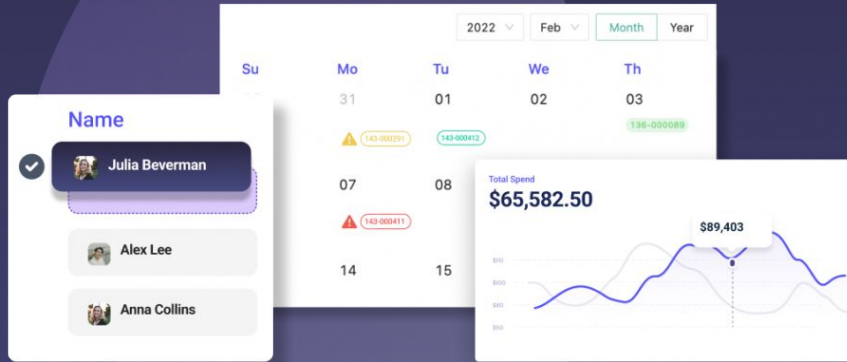 2022 Feb Month Year
Su Mo Tu We Th
31 01 02 03
143-000291 143-000412 136-000089
07 08
143-000411
14 15
Name
Julia Beverman
Alex Lee
Anna Collins
Total Spend
$65,582.50
$89,403